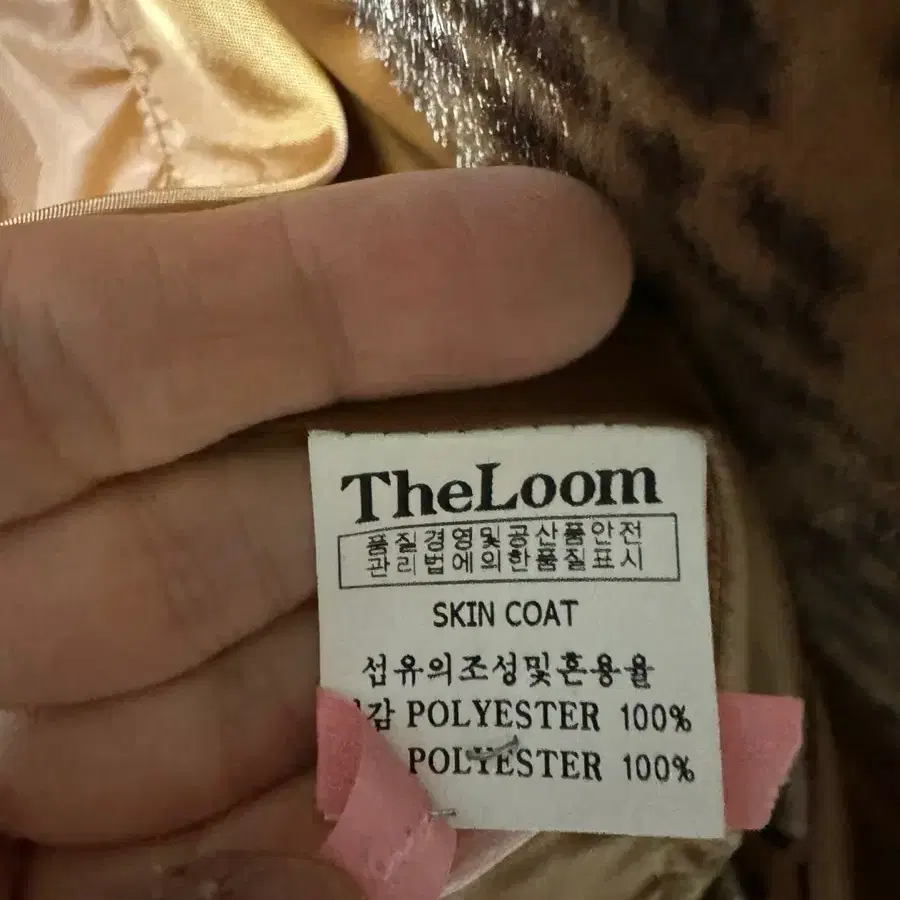 TheLoom
품질경영및공산품안전
관리법에의한품질표시
SKIN COAT
섬유의조성및혼용율
감 POLYESTER 100%
POLYESTER 100%